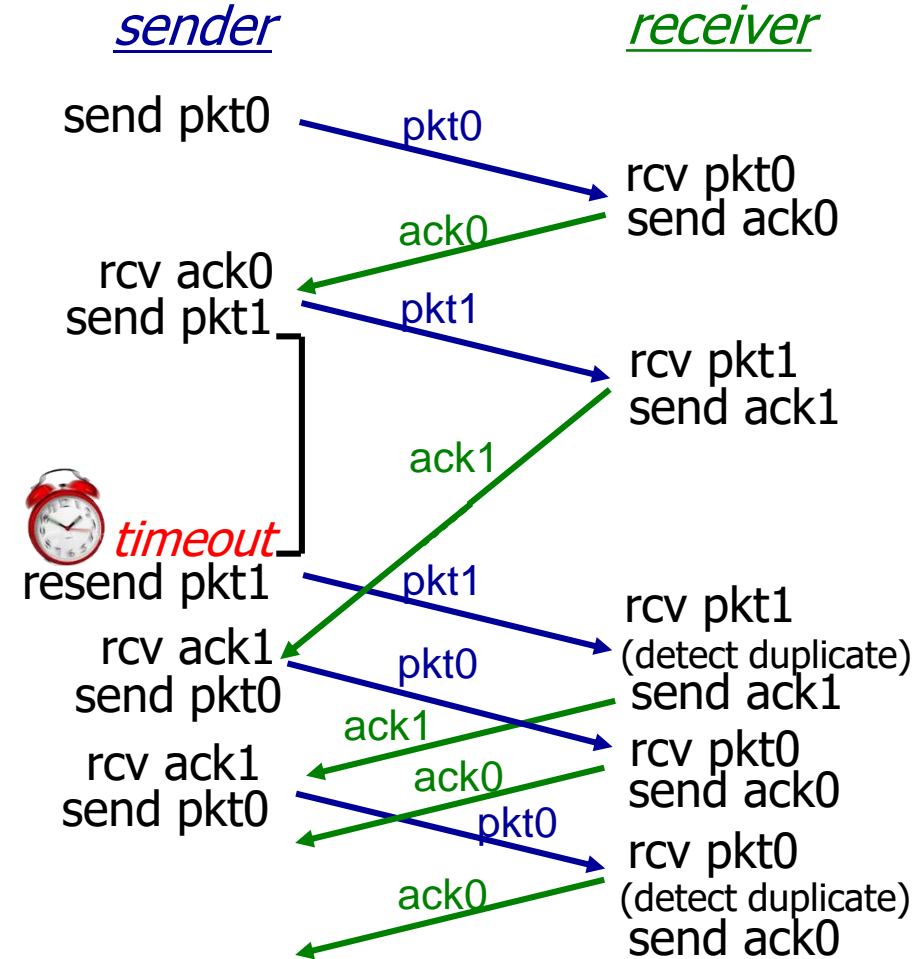 sender receiver
send pkt0
pkt0
rcv pkt0
send ack0
ack0
rcv ack0
send pkt1
pkt1
rcv pkt1
send ack1
ack1
timeout
resend pkt1
pkt1
rcv pkt1
(detect duplicate)
send ack1
rcv ack1
send pkt0
pkt0
ack1
rcv pkt0
send ack0
rcv ack1
send pkt0
ack0
pkt0
rcv pkt0
(detect duplicate)
send ack0
ack0